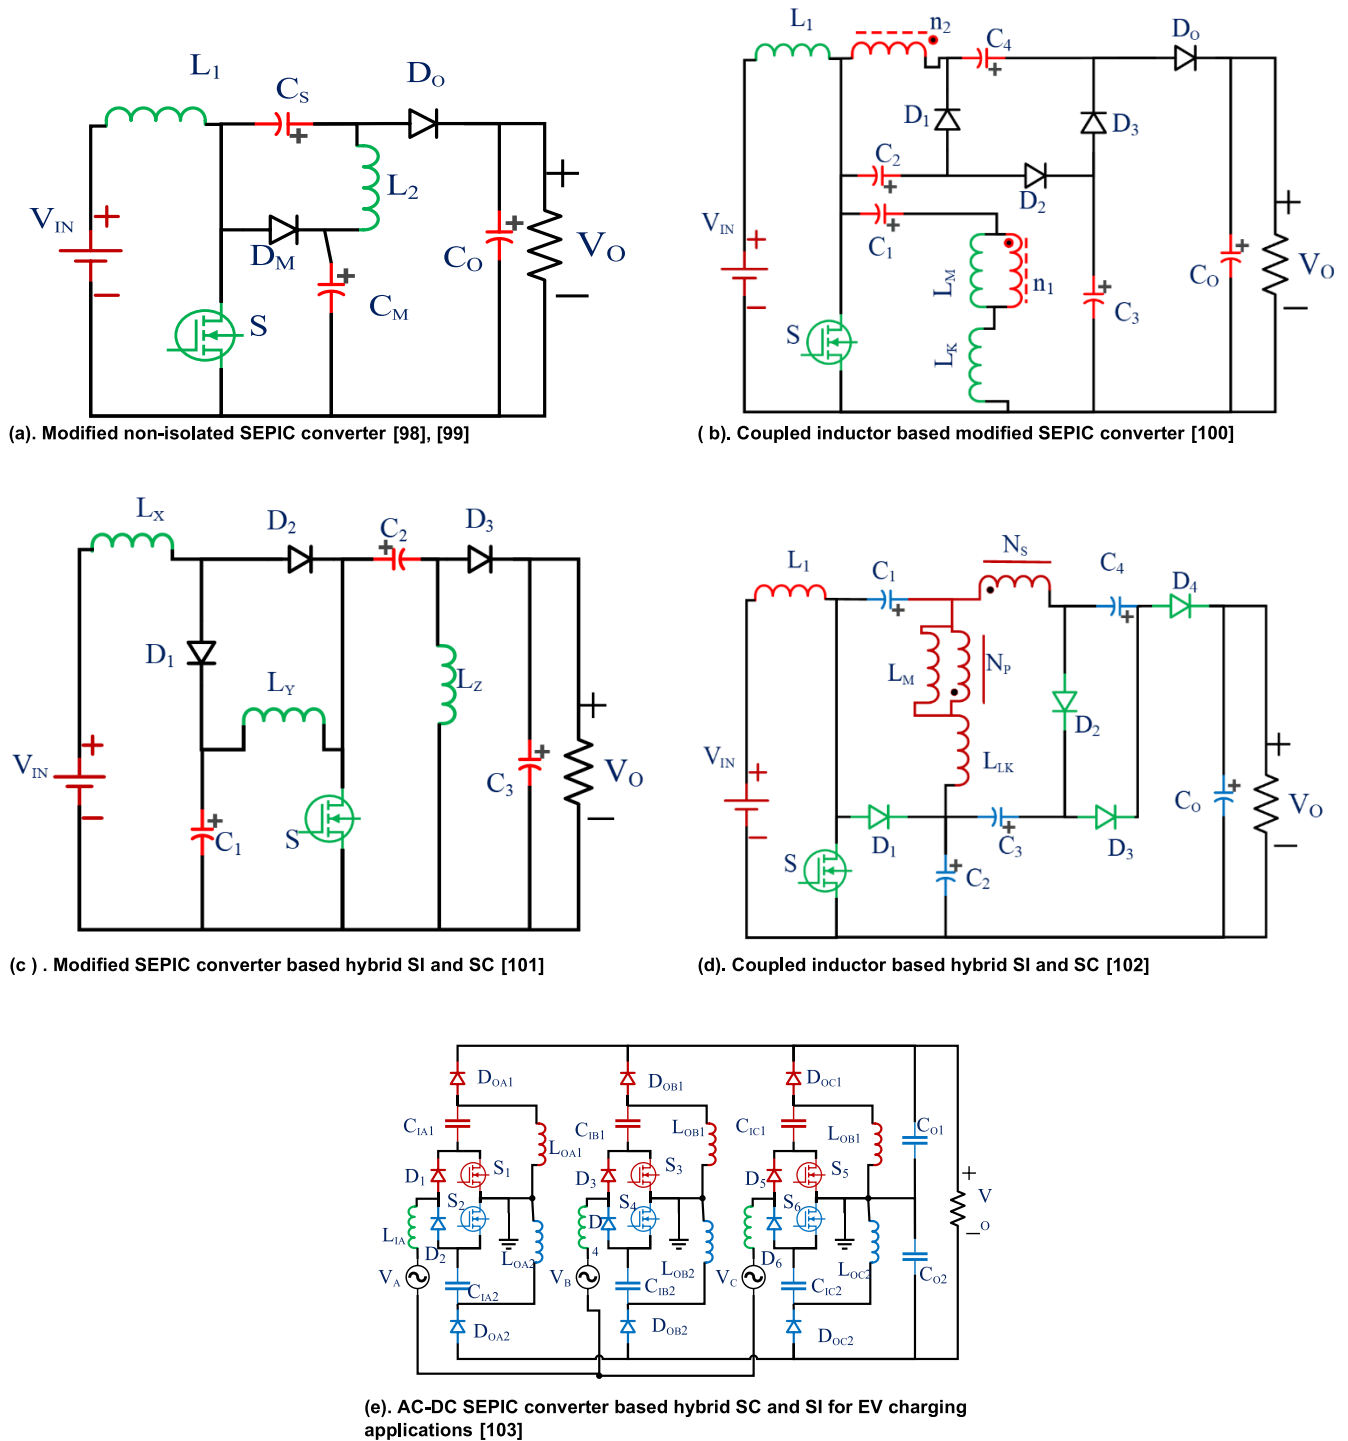 L1
CS
+
DO
L2
+
VIN
+
DM
+
CO
+
VO
CM
S
(a). Modified non-isolated SEPIC converter [98], [99]
L1
n2
C4
+
DO
D1
D3
C2
+
D2
C1
+
VIN
+
LM
n1
+
CO
+
VO
C3
+
S
LK
( b). Coupled inductor based modified SEPIC converter [100]
LX
D2
C2
+
D3
D1
LY
LZ
+
VIN
+
C3
+
VO
C1
+
S
(c ) . Modified SEPIC converter based hybrid SI and SC [101]
L1
C1
+
NS
C4
+
D4
LM
NP
D2
VIN
+
LLK
+
CO
+
VO
D1
C3
+
D3
S
C2
+
(d). Coupled inductor based hybrid SI and SC [102]
DOA1
DOB1
DOC1
CIA1
LOA1
CIB1
LOB1
CIC1
LOB1
CO1
D1
S1
D3
S3
D5
S5
+
V
O
S2
S4
S6
LIA
D2
LOA2
D
4
LOB2
D6
LOC2
VA
CIA2
VB
CIB2
VC
CIC2
CO2
DOA2
DOB2
DOC2
(e). AC-DC SEPIC converter based hybrid SC and SI for EV charging
applications [103]